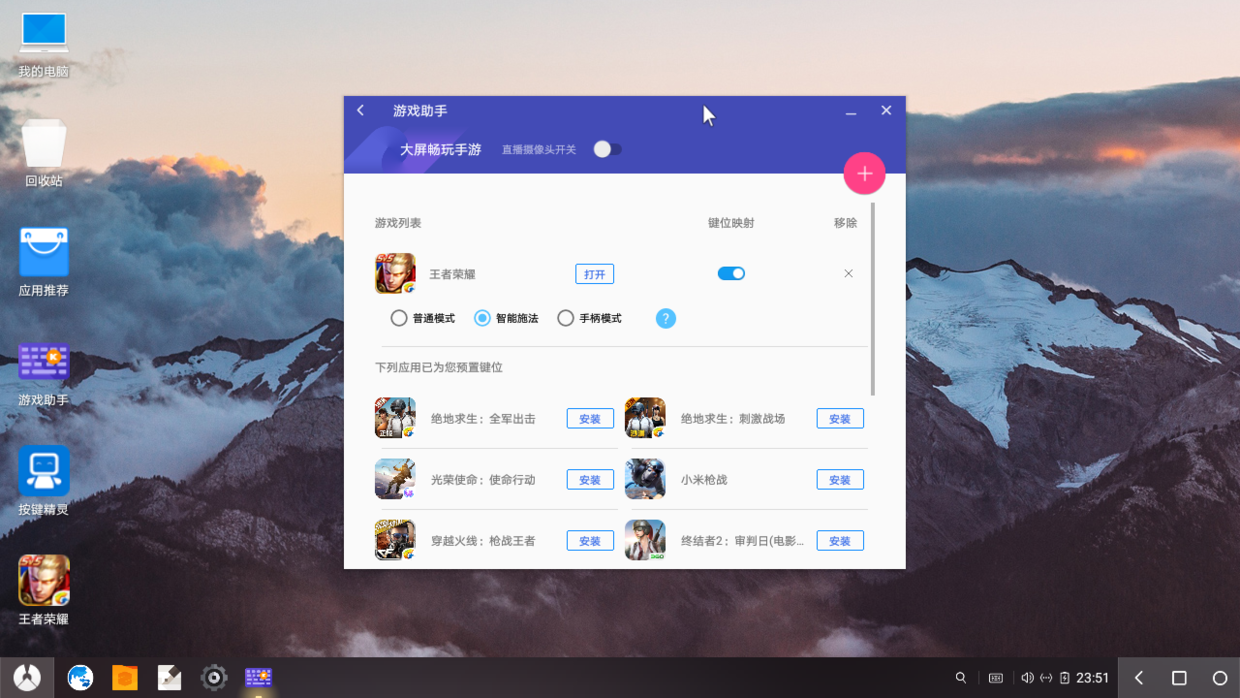 我的电脑
回收站
应用推荐
游戏助手
按键精灵
王者荣耀
游戏助手
大屏畅玩手游 直播摄像头开关
游戏列表 键位映射 移除
王者荣耀 打开
普通模式 智能施法 手柄模式 ?
下列应用已为您预置键位
绝地求生：全军出击 安装 绝地求生：刺激战场 安装
光荣使命：使命行动 安装 小米枪战 安装
穿越火线：枪战王者 安装 终结者2：审判日(电影... 安装
23:51